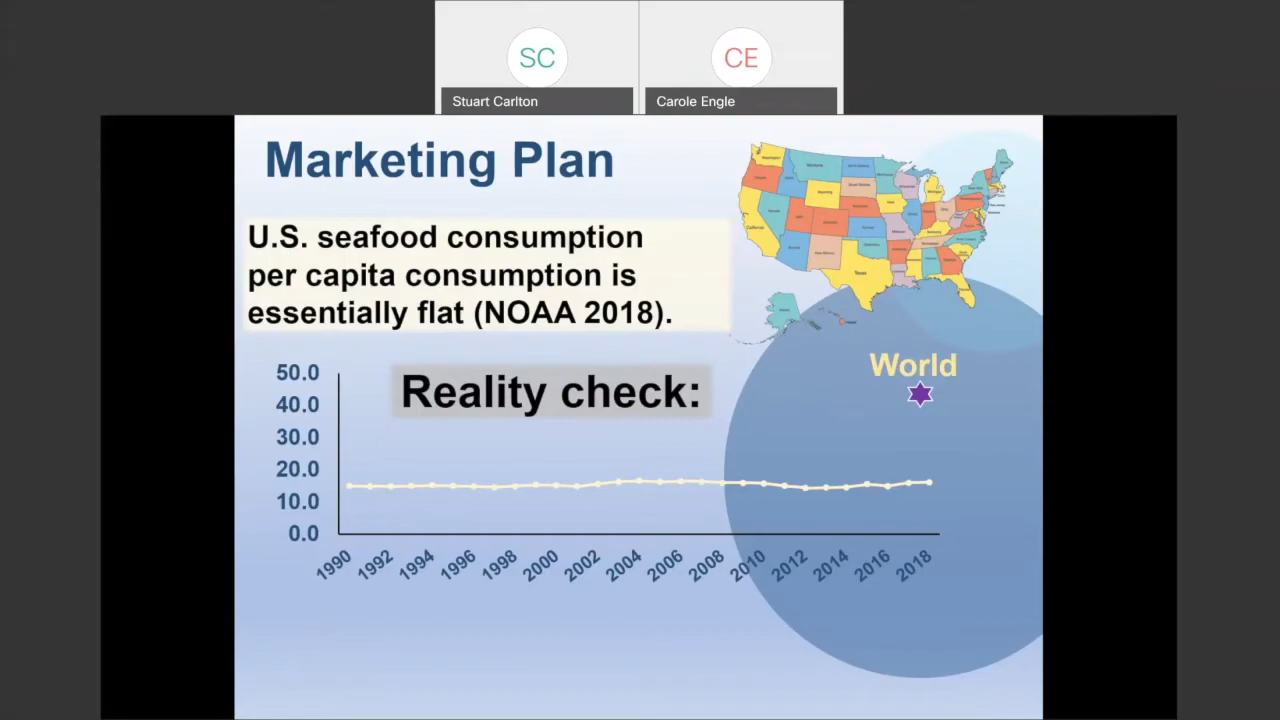 SC
CE
Stuart Carlton
Carole Engle
Marketing Plan
U.S. seafood consumption
per capita consumption is
essentially flat (NOAA 2018).
California
Texas
World
Reality check:
50.0
40.0
30.0
20.0
10.0
0.0
1990
1992
1994
1996
1998
2000
2002
2004
2006
2008
2010
2012
2014
2016
2018